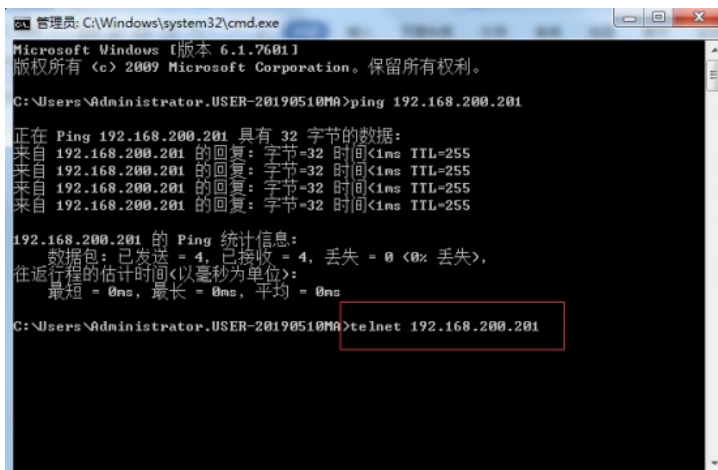 管理员: C:\Windows\system32\cmd.exe
Microsoft Windows [版本 6.1.7601]
版权所有 <c> 2009 Microsoft Corporation。保留所有权利。
C:\Users\Administrator.USER-20190510MA>ping 192.168.200.201
正在 Ping 192.168.200.201 具有 32 字节的数据:
来自 192.168.200.201 的回复: 字节=32 时间<1ms TTL=255
来自 192.168.200.201 的回复: 字节=32 时间<1ms TTL=255
来自 192.168.200.201 的回复: 字节=32 时间<1ms TTL=255
来自 192.168.200.201 的回复: 字节=32 时间<1ms TTL=255
192.168.200.201 的 Ping 统计信息:
数据包: 已发送 = 4, 已接收 = 4, 丢失 = 0 <0% 丢失>,
往返行程的估计时间<以毫秒为单位>:
最短 = 0ms, 最长 = 0ms, 平均 = 0ms
C:\Users\Administrator.USER-20190510MA>telnet 192.168.200.201